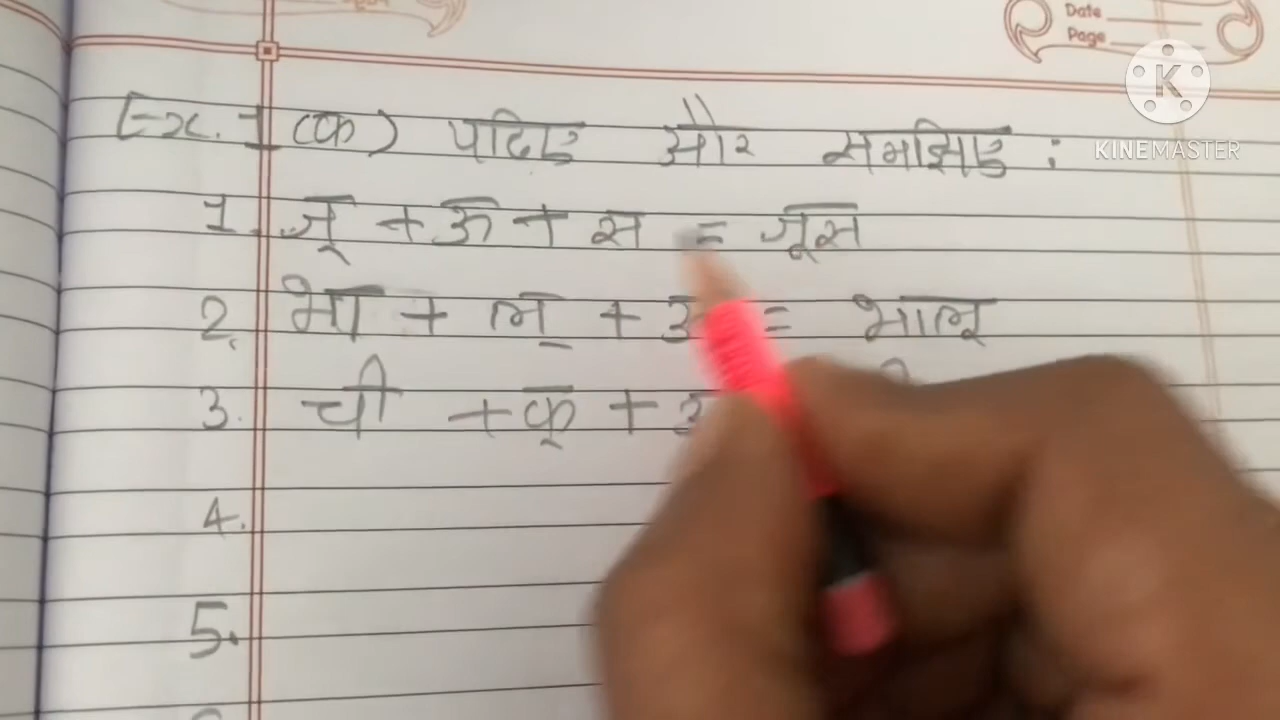 Date
Page
KINEMASTER
Ex. 1 (क) पढिए और समझिए :
1. ज् + ऊ + स = जूस
2. भा + ल् + ऊ = भालू
3. ची + क् +
4.
5.